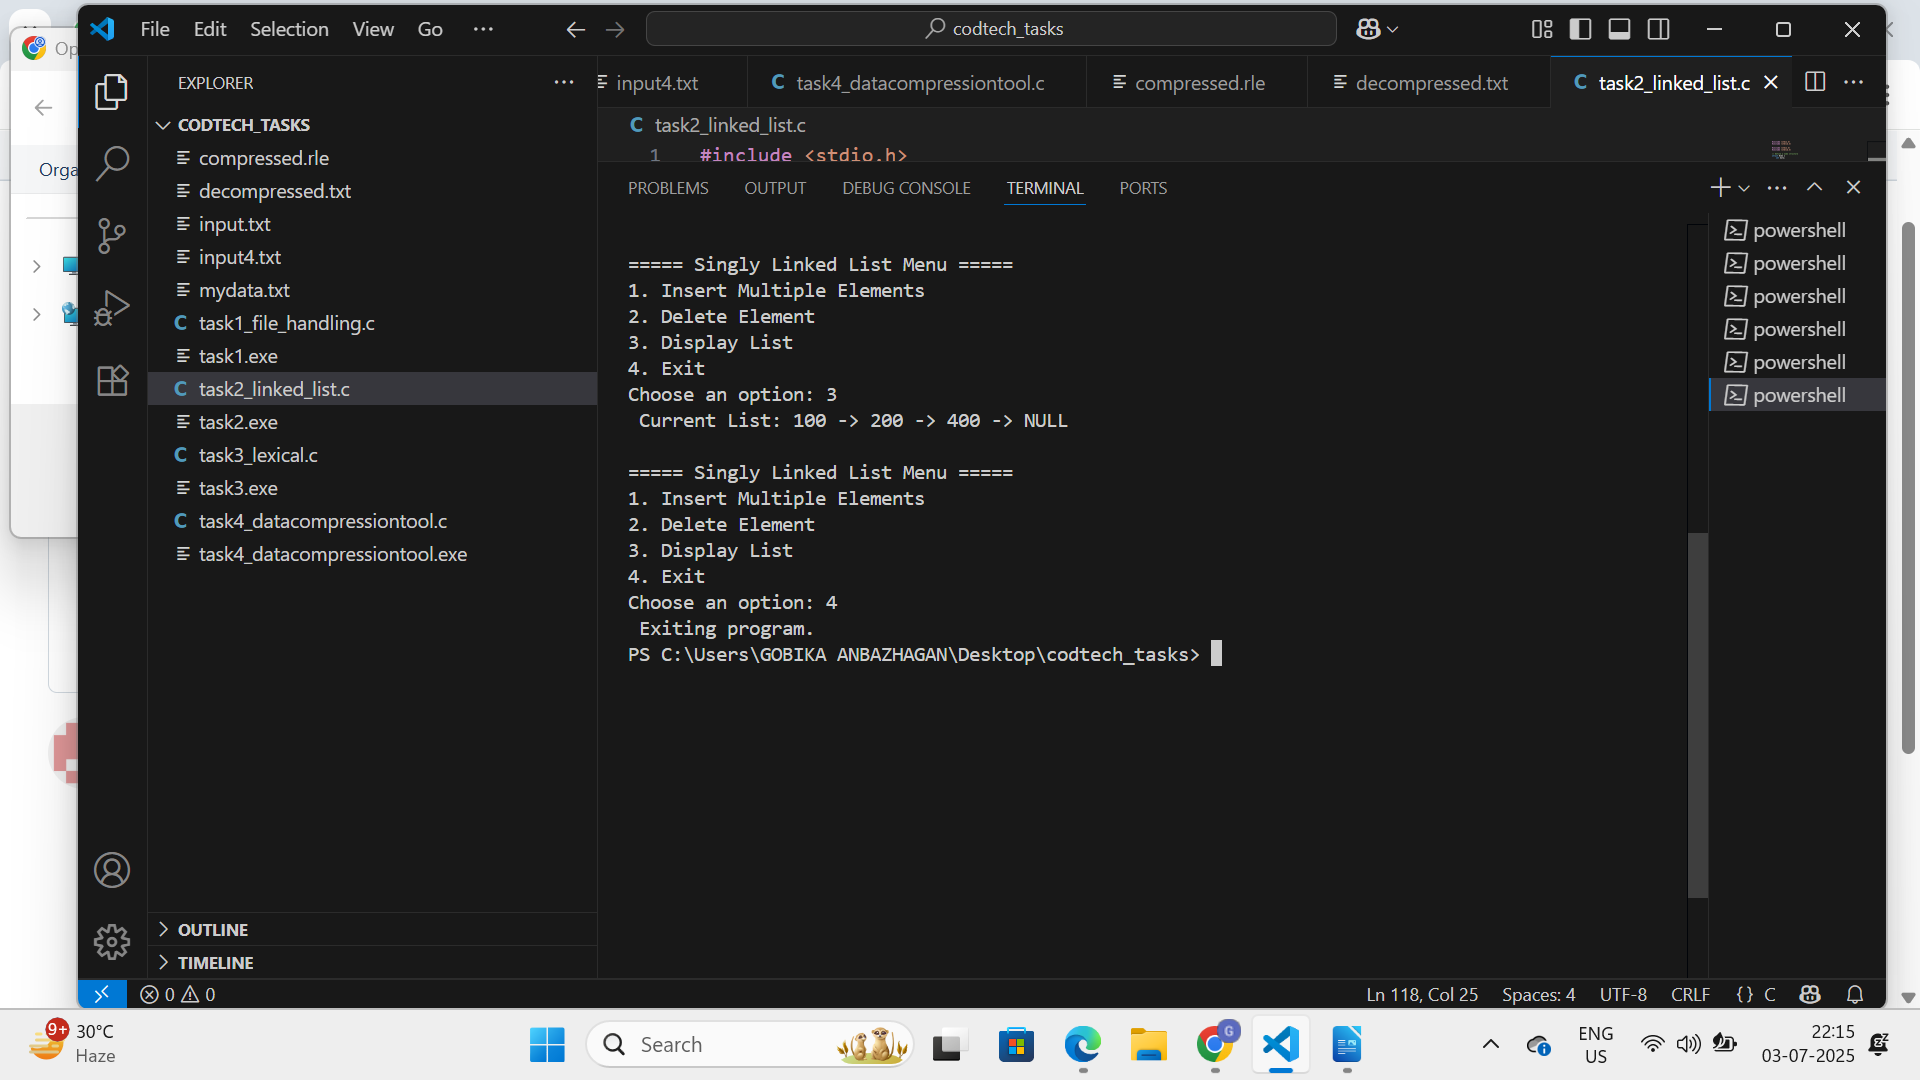 File Edit Selection View Go ···
codtech_tasks
EXPLORER
CODTECH_TASKS
compressed.rle
decompressed.txt
input.txt
input4.txt
mydata.txt
C task1_file_handling.c
task1.exe
C task2_linked_list.c
task2.exe
C task3_lexical.c
task3.exe
C task4_datacompressiontool.c
task4_datacompressiontool.exe
OUTLINE
TIMELINE
Orga
input4.txt C task4_datacompressiontool.c compressed.rle decompressed.txt C task2_linked_list.c
C task2_linked_list.c
1 #include <stdio.h>
PROBLEMS OUTPUT DEBUG CONSOLE TERMINAL PORTS
===== Singly Linked List Menu =====
1. Insert Multiple Elements
2. Delete Element
3. Display List
4. Exit
Choose an option: 3
Current List: 100 -> 200 -> 400 -> NULL
===== Singly Linked List Menu =====
1. Insert Multiple Elements
2. Delete Element
3. Display List
4. Exit
Choose an option: 4
Exiting program.
PS C:\Users\GOBIKA ANBAZHAGAN\Desktop\codtech_tasks>
powershell
powershell
powershell
powershell
powershell
powershell
0 0
Ln 118, Col 25 Spaces: 4 UTF-8 CRLF {} C
9+ 30°C
Haze
Search
G
ENG
US
22:15
03-07-2025